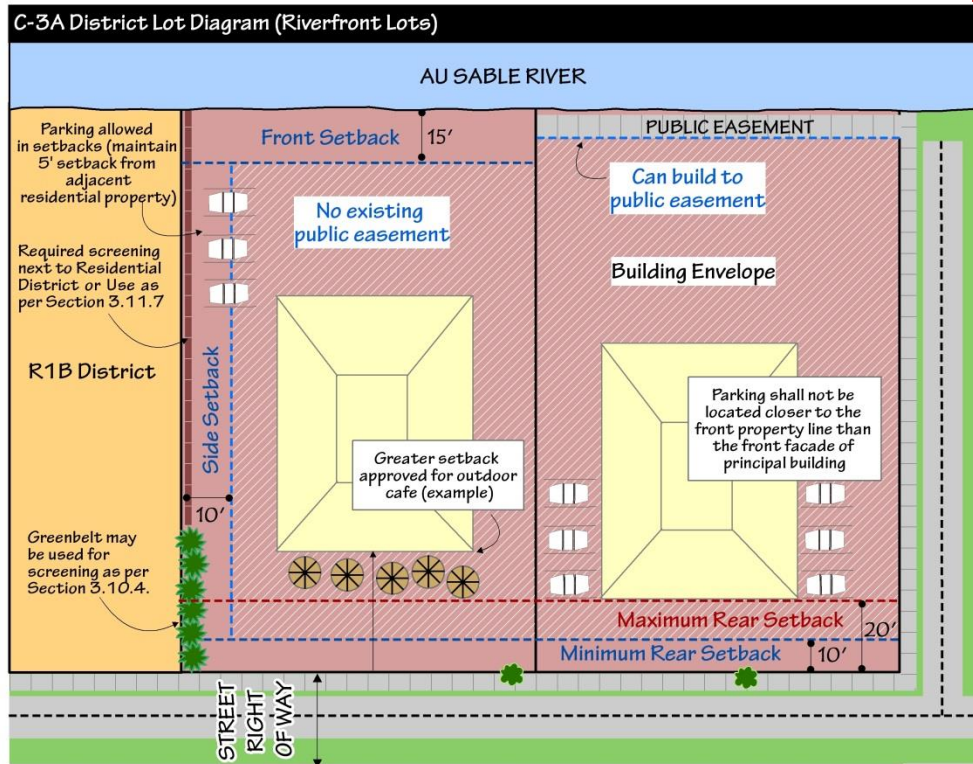 C-3A District Lot Diagram (Riverfront Lots)
AU SABLE RIVER
Parking allowed
in setbacks (maintain
5' setback from
adjacent
residential property)
Front Setback
15'
PUBLIC EASEMENT
Can build to
public easement
No existing
public easement
Required screening
next to Residential
District or Use as
per Section 3.11.7
Building Envelope
R1B District
Side Setback
Parking shall not be
located closer to the
front property line than
the front facade of
principal building
Greater setback
approved for outdoor
cafe (example)
10'
Greenbelt may
be used for
screening as per
Section 3.10.4.
Maximum Rear Setback
20'
Minimum Rear Setback
10'
STREET
RIGHT
OF WAY